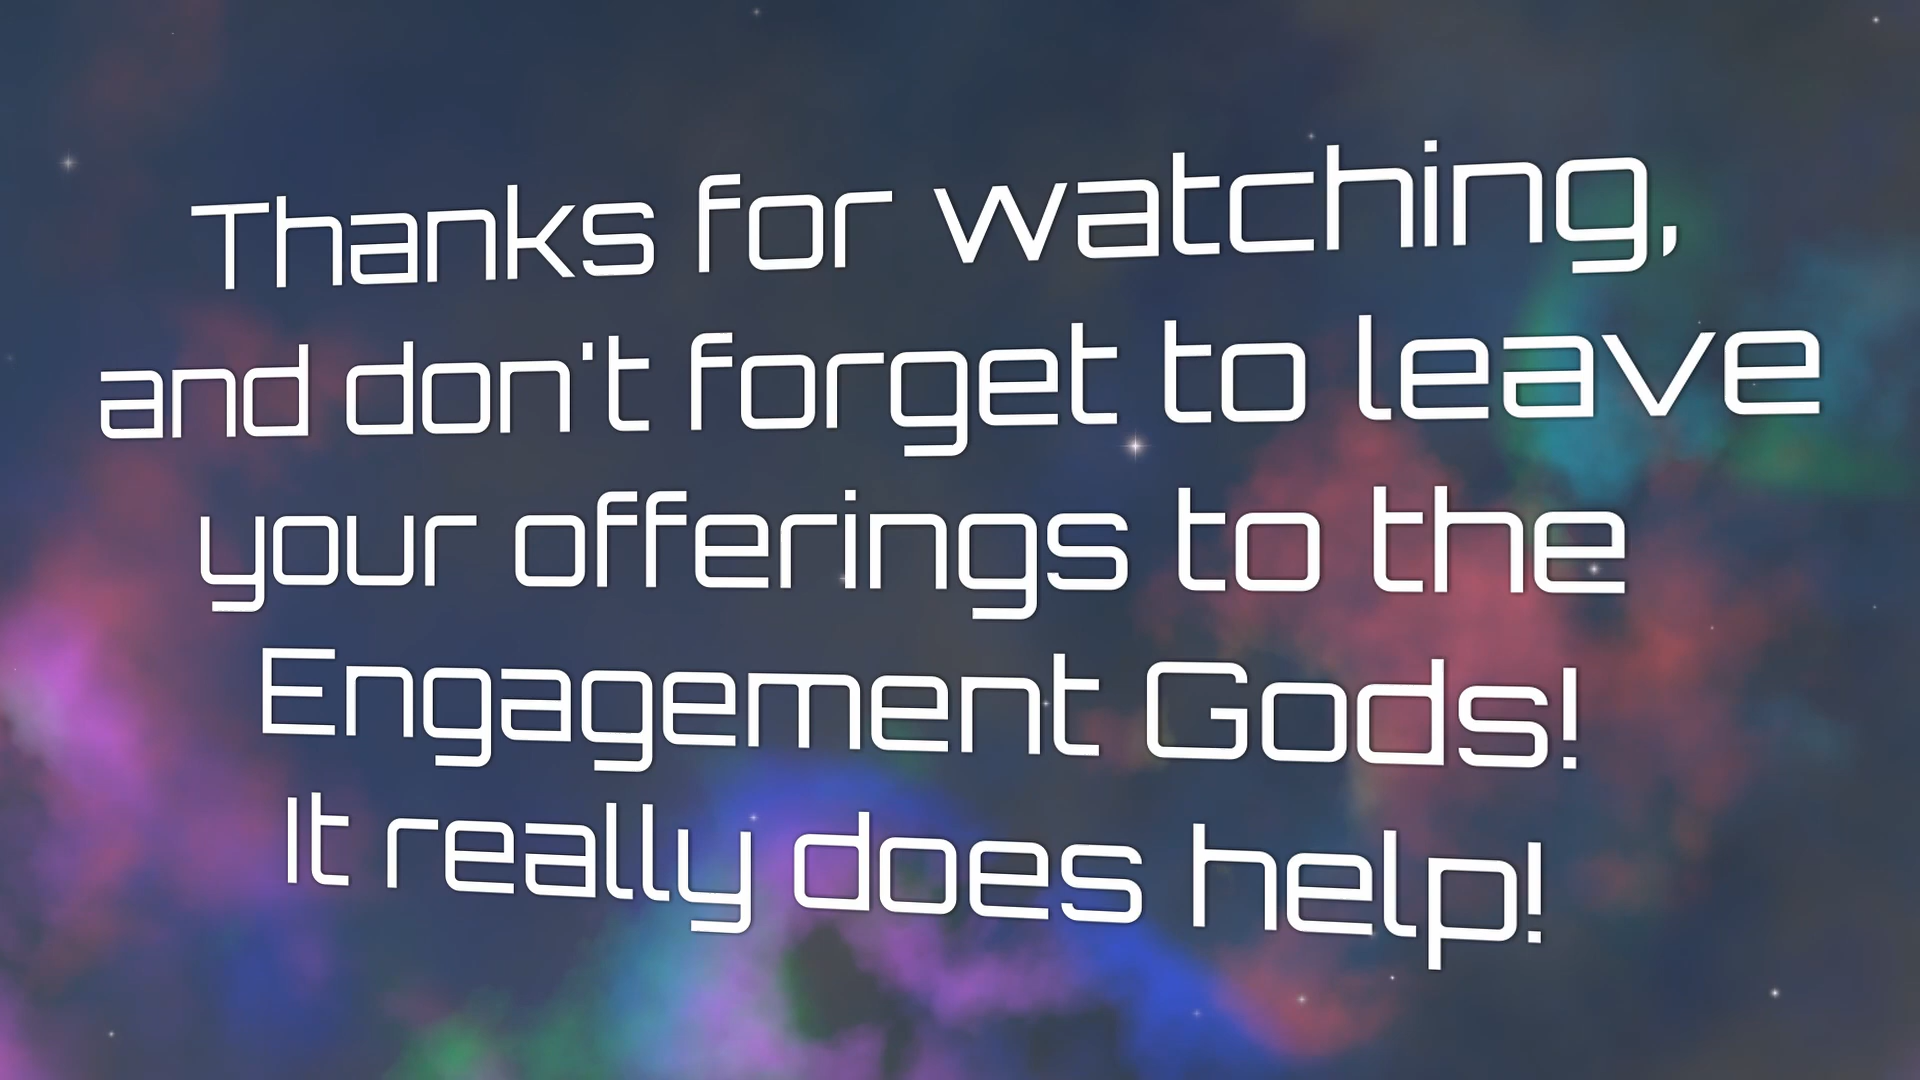 Thanks for watching,
and don't forget to leave
your offerings to the
Engagement Gods!
It really does help!